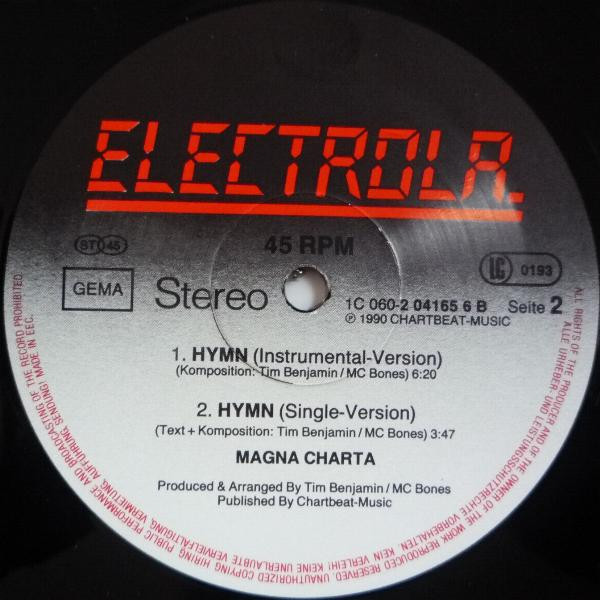 ELECTROLA
ST 45
45 RPM
LC 0193
GEMA
Stereo
1C 060-2 04165 6 B
Seite 2
℗ 1990 CHARTBEAT-MUSIC
1. HYMN (Instrumental-Version)
(Komposition: Tim Benjamin/MC Bones) 6:20
2. HYMN (Single-Version)
(Text + Komposition: Tim Benjamin/MC Bones) 3:47
MAGNA CHARTA
Produced & Arranged By Tim Benjamin/MC Bones
Published By Chartbeat-Music
ALL RIGHTS OF THE PRODUCER AND OF THE OWNER OF THE WORK REPRODUCED RESERVED. UNAUTHORIZED COPYING HIRING PUBLIC PERFORMANCE AND BROADCASTING OF THE RECORD PROHIBITED.
ALLE URHEBER UND LEISTUNGSSCHUTZRECHTE VORBEHALTEN. KEIN VERLEIH! KEINE UNERLAUBTE VERVIELFÄLTIGUNG, VERMIETUNG, AUFFÜHRUNG, SENDUNG! MADE IN EEC.